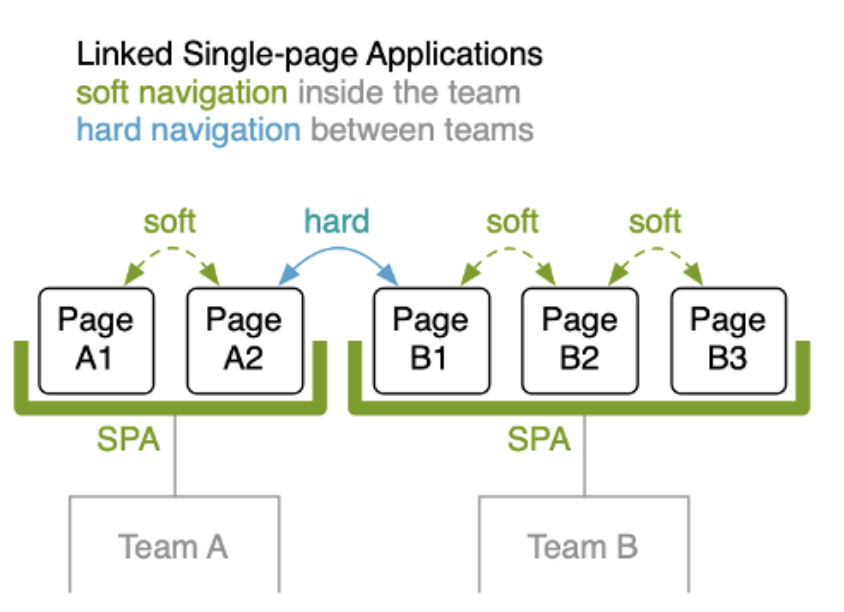 Linked Single-page Applications
soft navigation inside the team
hard navigation between teams
soft
hard
soft
soft
Page
A1
Page
A2
Page
B1
Page
B2
Page
B3
SPA
SPA
Team A
Team B